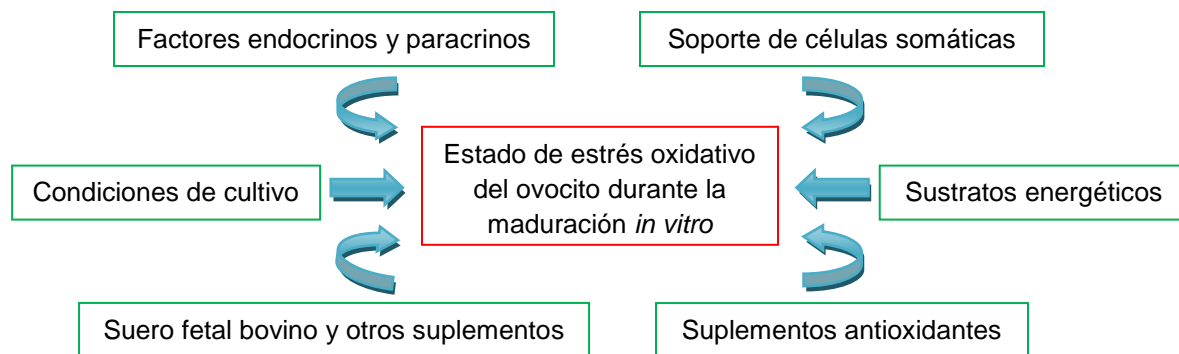 Factores endocrinos y paracrinos
Soporte de células somáticas
Condiciones de cultivo
Estado de estrés oxidativo
del ovocito durante la
maduración in vitro
Sustratos energéticos
Suero fetal bovino y otros suplementos
Suplementos antioxidantes